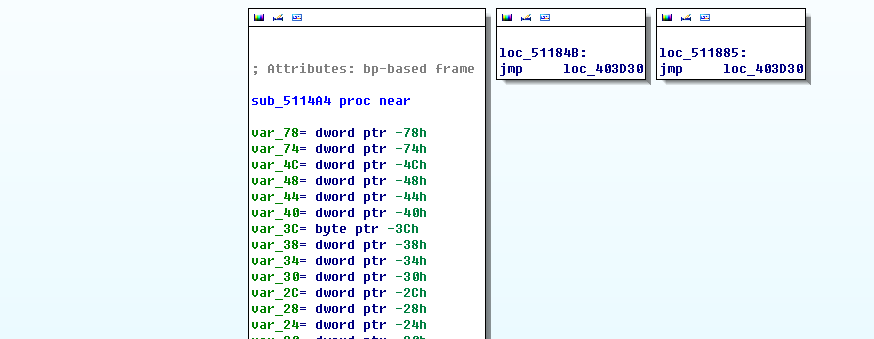 ; Attributes: bp-based frame
sub_5114A4 proc near
var_78= dword ptr -78h
var_74= dword ptr -74h
var_4C= dword ptr -4Ch
var_48= dword ptr -48h
var_44= dword ptr -44h
var_40= dword ptr -40h
var_3C= byte ptr -3Ch
var_38= dword ptr -38h
var_34= dword ptr -34h
var_30= dword ptr -30h
var_2C= dword ptr -2Ch
var_28= dword ptr -28h
var_24= dword ptr -24h
loc_51184B:
jmp loc_403D30
loc_511885:
jmp loc_403D30